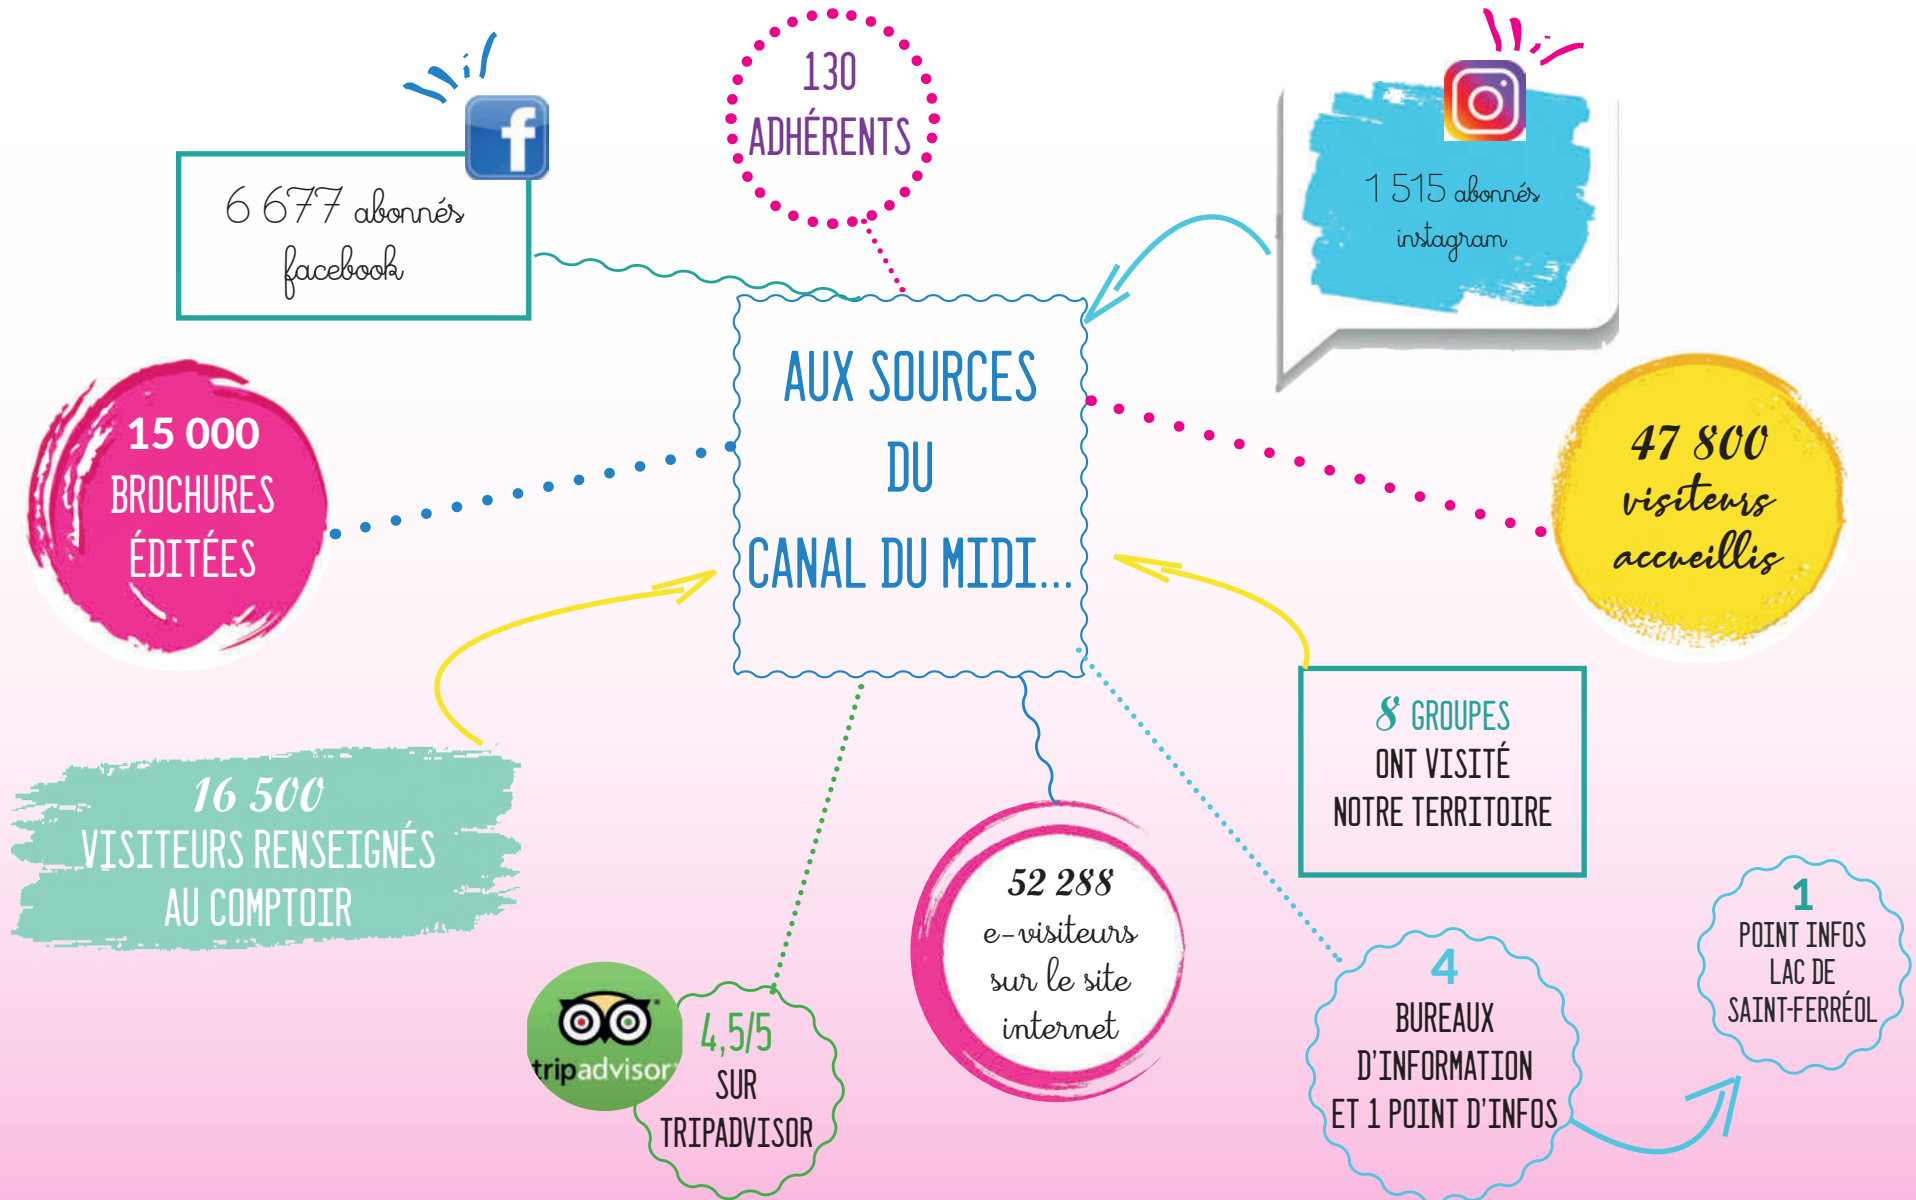 130
ADHÉRENTS
6 677 abonnés
facebook
1 515 abonnés
instagram
AUX SOURCES
DU
CANAL DU MIDI...
15 000
BROCHURES
ÉDITÉES
47 800
visiteurs
accueillis
16 500
VISITEURS RENSEIGNÉS
AU COMPTOIR
8 GROUPES
ONT VISITÉ
NOTRE TERRITOIRE
52 288
e-visiteurs
sur le site
internet
tripadvisor
4,5/5
SUR
TRIPADVISOR
4
BUREAUX
D'INFORMATION
ET 1 POINT D'INFOS
1
POINT INFOS
LAC DE
SAINT-FERRÉOL